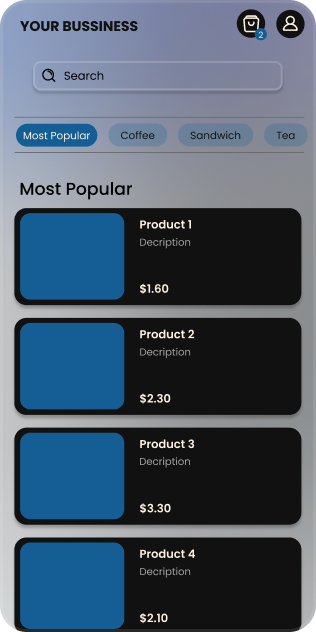 YOUR BUSSINESS
2
Search
Most Popular Coffee Sandwich Tea
Most Popular
Product 1
Decription
$1.60
Product 2
Decription
$2.30
Product 3
Decription
$3.30
Product 4
Decription
$2.10